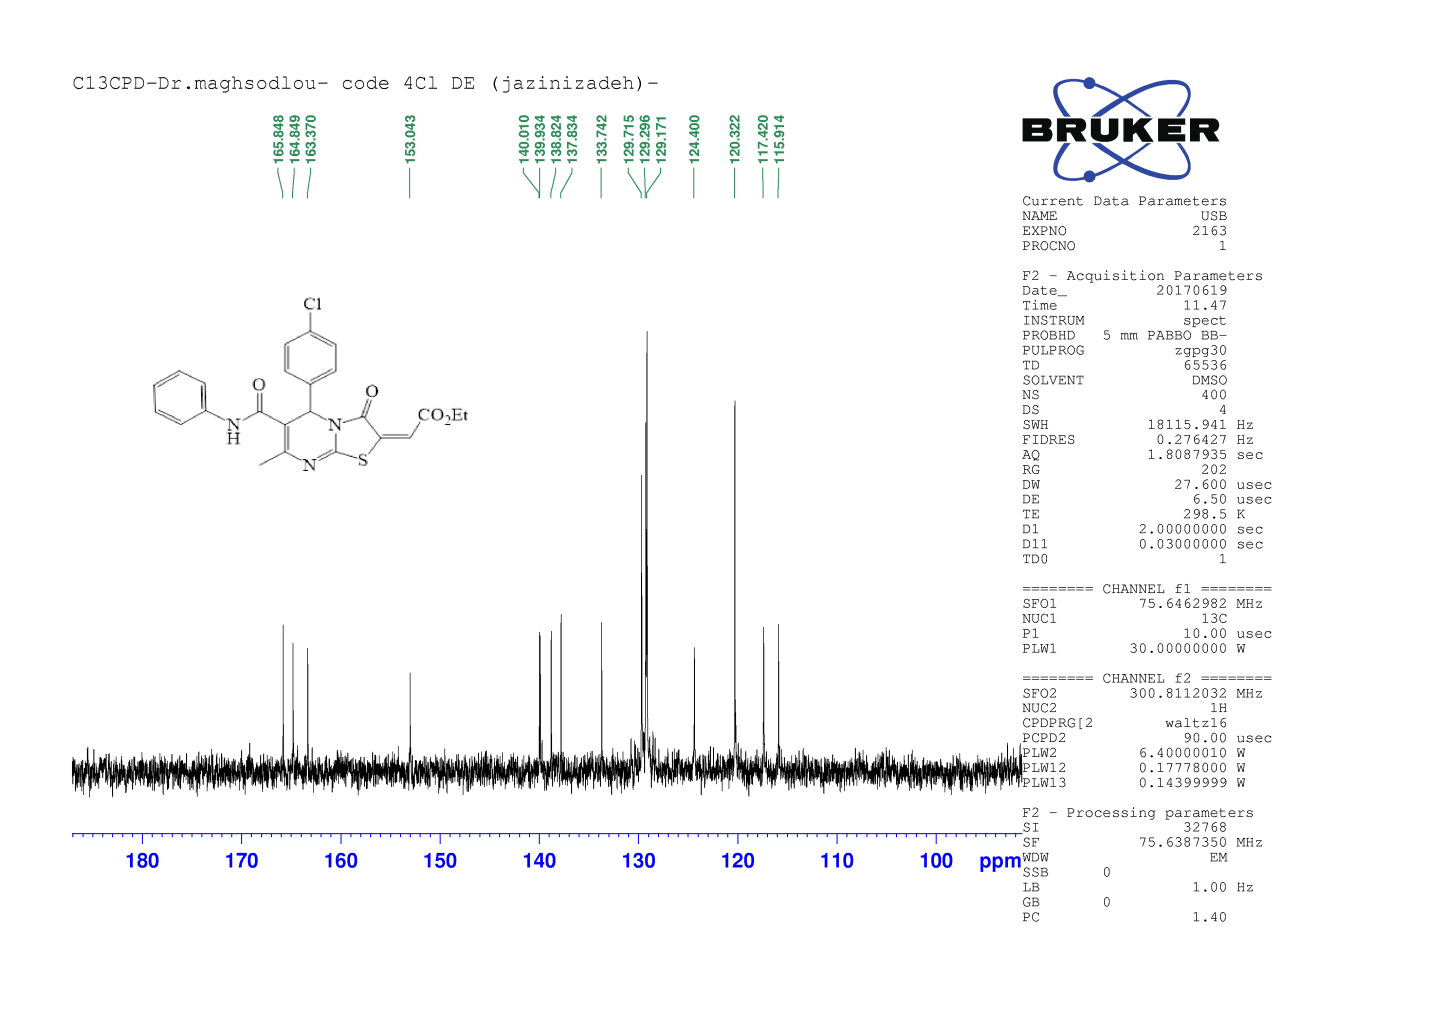 C13CPD-Dr.maghsodlou- code 4Cl DE (jazinizadeh)-
165.848
164.849
163.370
153.043
140.010
139.934
138.824
137.834
133.742
129.715
129.296
129.171
124.400
120.322
117.420
115.914
BRUKER
Current Data Parameters
NAME USB
EXPNO 2163
PROCNO 1
F2 - Acquisition Parameters
Date_ 20170619
Time 11.47
INSTRUM spect
PROBHD 5 mm PABBO BB-
PULPROG zgpg30
TD 65536
SOLVENT DMSO
NS 400
DS 4
SWH 18115.941 Hz
FIDRES 0.276427 Hz
AQ 1.8087935 sec
RG 202
DW 27.600 usec
DE 6.50 usec
TE 298.5 K
D1 2.00000000 sec
D11 0.03000000 sec
TD0 1
======== CHANNEL f1 ========
SFO1 75.6462982 MHz
NUC1 13C
P1 10.00 usec
PLW1 30.00000000 W
======== CHANNEL f2 ========
SFO2 300.8112032 MHz
NUC2 1H
CPDPRG[2 waltz16
PCPD2 90.00 usec
PLW2 6.40000010 W
PLW12 0.17778000 W
PLW13 0.14399999 W
F2 - Processing parameters
SI 32768
SF 75.6387350 MHz
WDW EM
SSB 0
LB 1.00 Hz
GB 0
PC 1.40
Cl
O
O
N
H
N
CO2Et
N
S
180 170 160 150 140 130 120 110 100 ppm